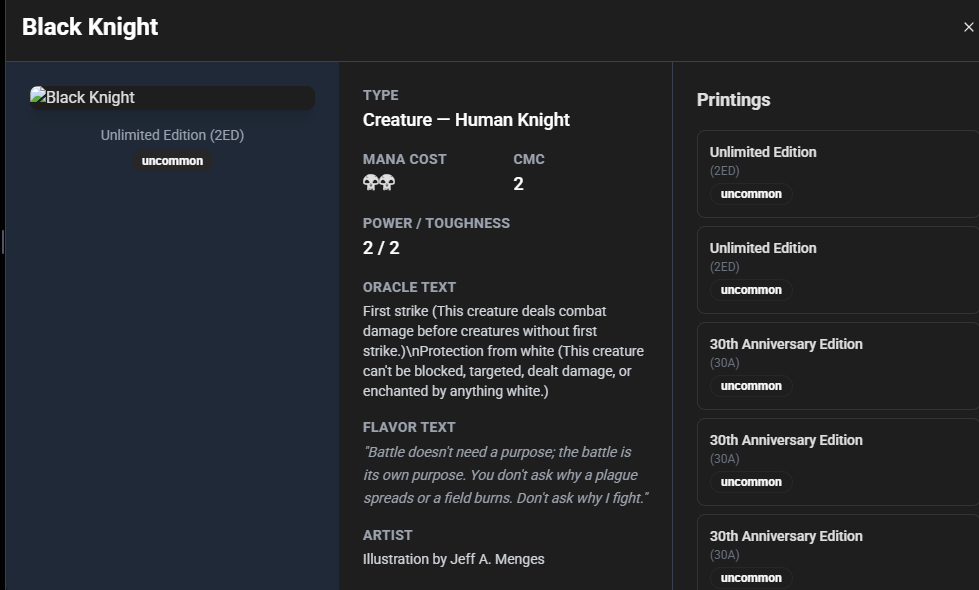 Black Knight
×
Black Knight
Unlimited Edition (2ED)
uncommon
TYPE
Creature — Human Knight
MANA COST
CMC
2
POWER / TOUGHNESS
2 / 2
ORACLE TEXT
First strike (This creature deals combat
damage before creatures without first
strike.)\nProtection from white (This creature
can't be blocked, targeted, dealt damage, or
enchanted by anything white.)
FLAVOR TEXT
"Battle doesn't need a purpose; the battle is
its own purpose. You don't ask why a plague
spreads or a field burns. Don't ask why I fight."
ARTIST
Illustration by Jeff A. Menges
Printings
Unlimited Edition
(2ED)
uncommon
Unlimited Edition
(2ED)
uncommon
30th Anniversary Edition
(30A)
uncommon
30th Anniversary Edition
(30A)
uncommon
30th Anniversary Edition
(30A)
uncommon